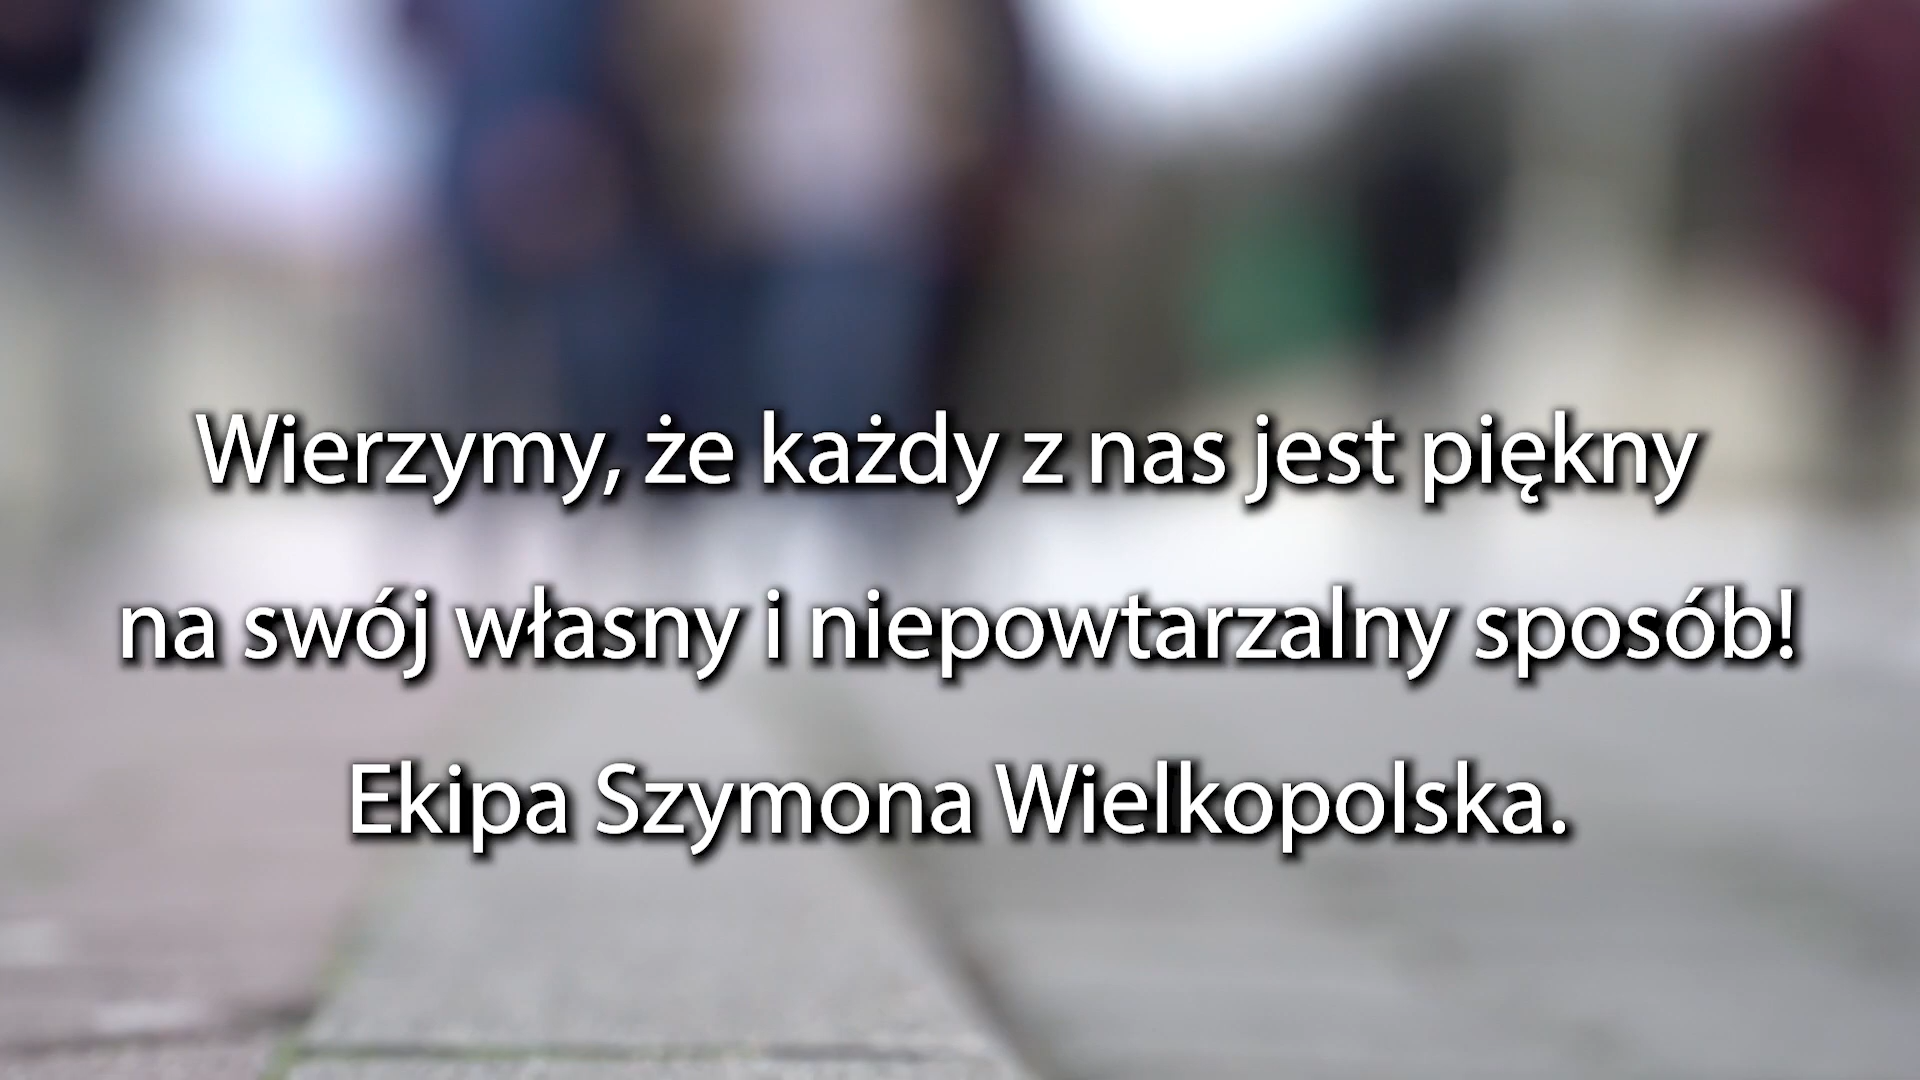 Wierzymy, że każdy z nas jest piękny
na swój własny i niepowtarzalny sposób!
Ekipa Szymona Wielkopolska.